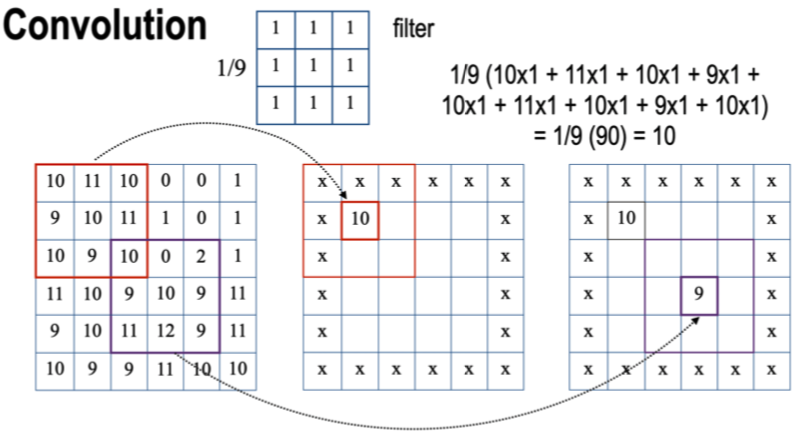 Convolution
1 1 1 filter
1/9 1 1 1
1 1 1
1/9 (10x1 + 11x1 + 10x1 + 9x1 +
10x1 + 11x1 + 10x1 + 9x1 + 10x1)
= 1/9 (90) = 10
10 11 10 0 0 1
9 10 11 1 0 1
10 9 10 0 2 1
11 10 9 10 9 11
9 10 11 12 9 11
10 9 9 11 10 10
x x x x x x
x 10 x
x x
x x
x x
x x x x x x
x x x x x x
x 10 x
x x
x 9 x
x x
x x x x x x